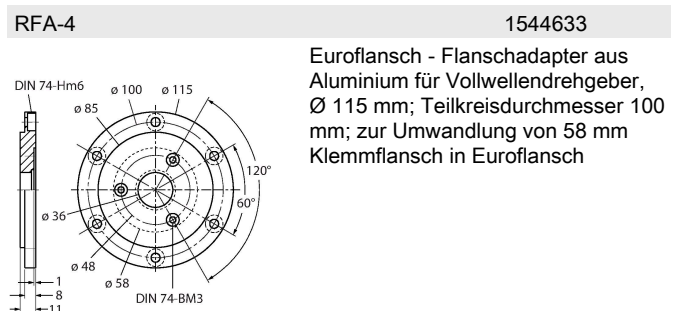 RFA-4 1544633
Euroflansch - Flanschadapter aus
Aluminium für Vollwellendrehgeber,
Ø 115 mm; Teilkreisdurchmesser 100
mm; zur Umwandlung von 58 mm
Klemmflansch in Euroflansch
DIN 74-Hm6
ø 100
ø 115
ø 85
120°
60°
ø 36
ø 48
ø 58
DIN 74-BM3
1
8
11